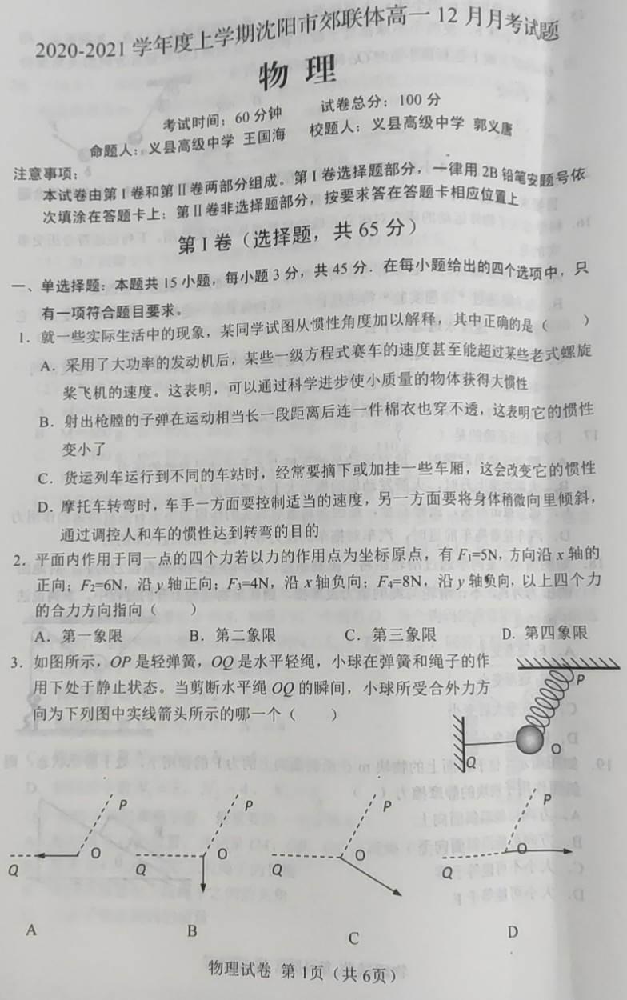 2020-2021 学年度上学期沈阳市郊联体高一 12 月月考试题
物 理
考试时间：60 分钟 试卷总分：100 分
命题人：义县高级中学 王国海 校题人：义县高级中学 郭义唐
注意事项：
本试卷由第 I 卷和第 II 卷两部分组成。第 I 卷选择题部分，一律用 2B 铅笔安题号依
次填涂在答题卡上；第 II 卷非选择题部分，按要求答在答题卡相应位置上
第 I 卷（选择题，共 65 分）
一、单选择题：本题共 15 小题，每小题 3 分，共 45 分．在每小题给出的四个选项中，只
有一项符合题目要求。
1．就一些实际生活中的现象，某同学试图从惯性角度加以解释，其中正确的是（ ）
A．采用了大功率的发动机后，某些一级方程式赛车的速度甚至能超过某些老式螺旋
桨飞机的速度。这表明，可以通过科学进步使小质量的物体获得大惯性
B．射出枪膛的子弹在运动相当长一段距离后连一件棉衣也穿不透，这表明它的惯性
变小了
C．货运列车运行到不同的车站时，经常要摘下或加挂一些车厢，这会改变它的惯性
D．摩托车转弯时，车手一方面要控制适当的速度，另一方面要将身体稍微向里倾斜，
通过调控人和车的惯性达到转弯的目的
2．平面内作用于同一点的四个力若以力的作用点为坐标原点，有 F₁=5N，方向沿 x 轴的
正向；F₂=6N，沿 y 轴正向；F₃=4N，沿 x 轴负向；F₄=8N，沿 y 轴负向，以上四个力
的合力方向指向（ ）
A．第一象限 B．第二象限 C．第三象限 D．第四象限
3．如图所示，OP 是轻弹簧，OQ 是水平轻绳，小球在弹簧和绳子的作
用下处于静止状态。当剪断水平绳 OQ 的瞬间，小球所受合外力方
向为下列图中实线箭头所示的哪一个（ ）
P
O
Q
P P P P
O O O O
Q Q Q Q
A B C D
物理试卷 第 1页（共 6页）